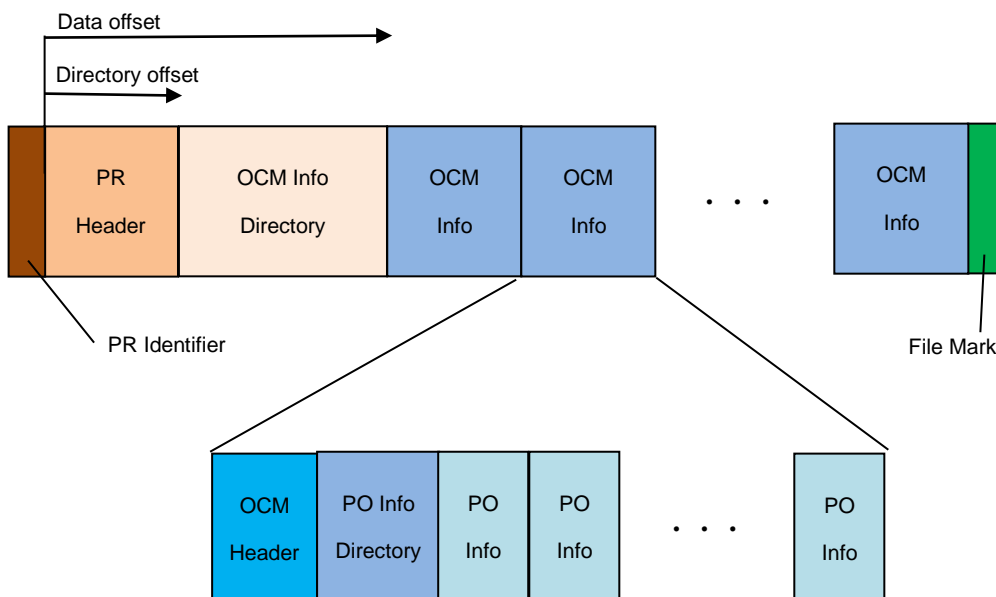 Data offset
Directory offset
PR
Header
OCM Info
Directory
OCM
Info
OCM
Info
. . .
OCM
Info
PR Identifier
File Mark
OCM
Header
PO Info
Directory
PO
Info
PO
Info
. . .
PO
Info